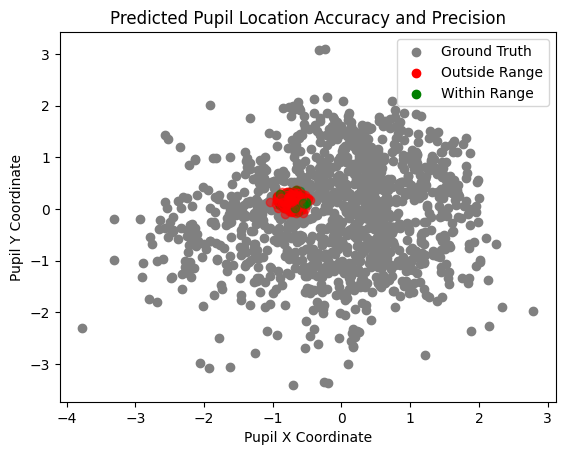 Predicted Pupil Location Accuracy and Precision
Ground Truth
Outside Range
Within Range
3
2
1
0
−1
−2
−3
Pupil Y Coordinate
−4 −3 −2 −1 0 1 2 3
Pupil X Coordinate